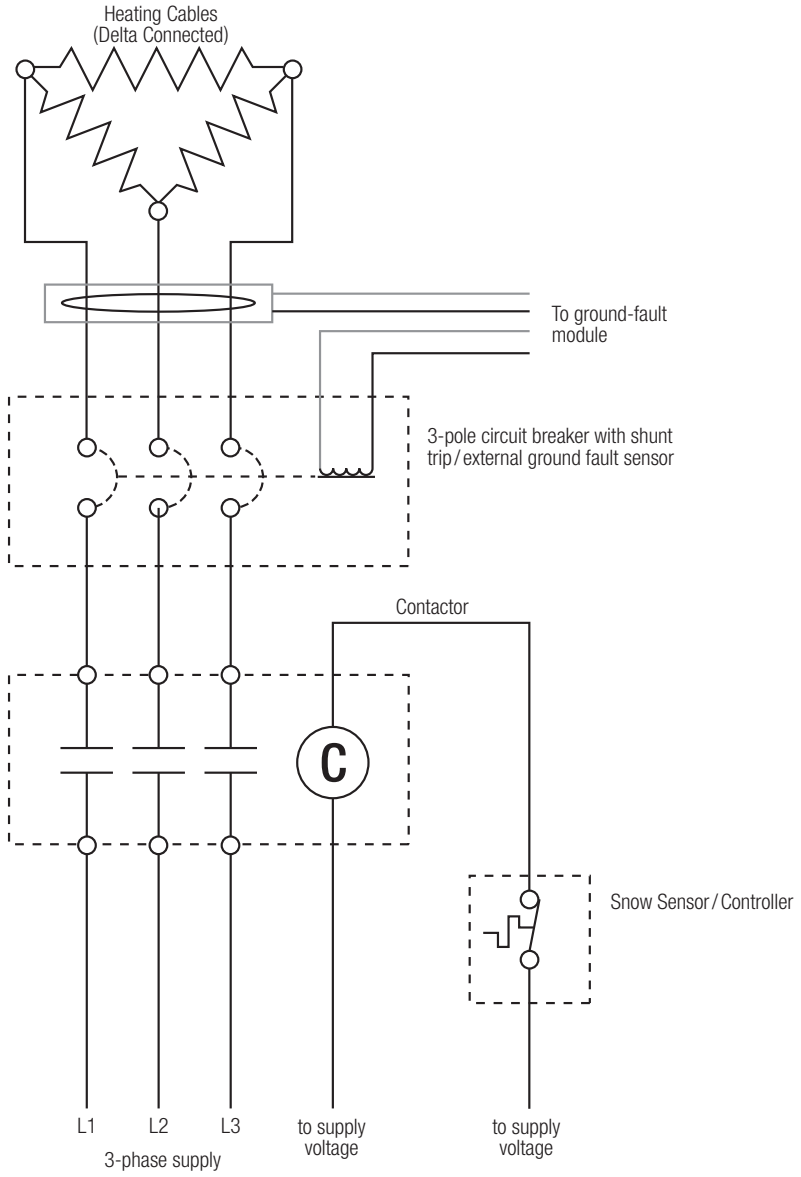 Heating Cables
(Delta Connected)
To ground-fault
module
3-pole circuit breaker with shunt
trip/external ground fault sensor
Contactor
C
Snow Sensor/Controller
L1
L2
L3
to supply
voltage
to supply
voltage
3-phase supply